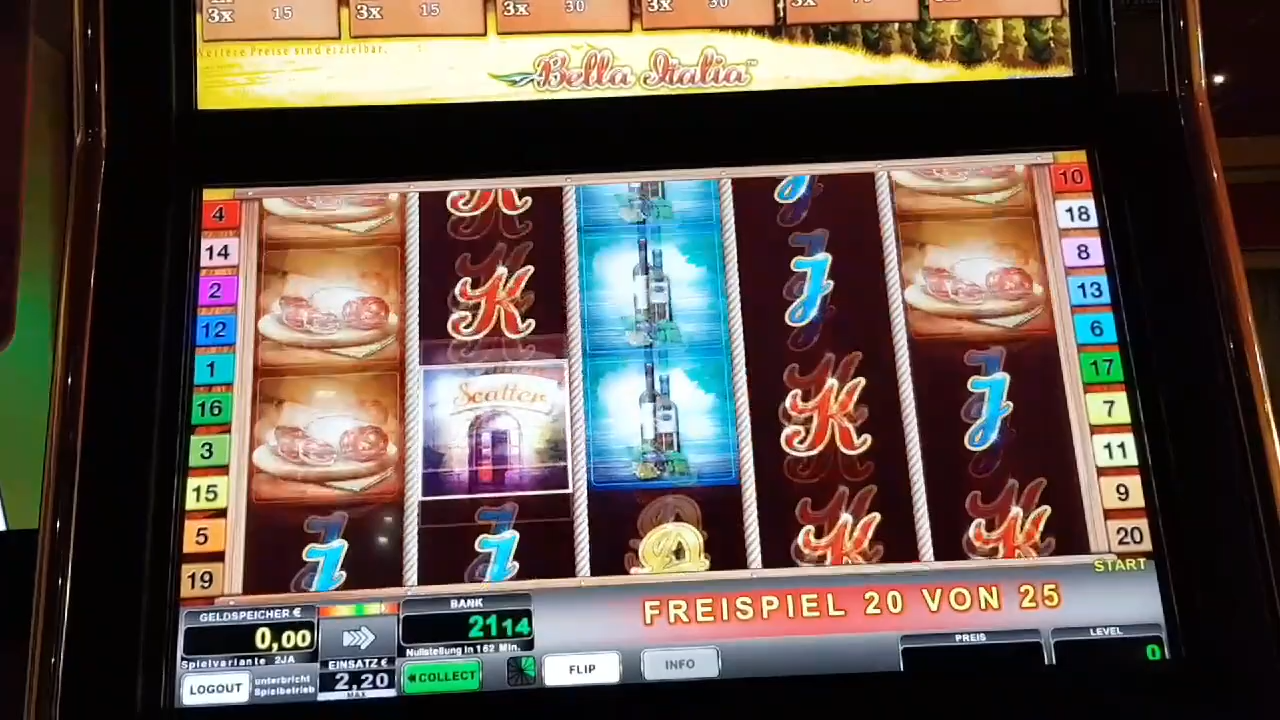 3x 15
3x 15
3x 30
3x 30
3x
Weitere Preise sind erzielbar.
Bella Italia™
4
14
2
12
1
16
3
15
5
19
K
K
Scatter
J
J
A
J
J
K
K
J
K
10
18
8
13
6
17
7
11
9
20
START
GELDSPEICHER €
0,00
Spielvariante 2JA
LOGOUT
unterbricht
Spielbetrieb
EINSATZ €
2,20
MAX
BANK
2114
Nullstellung in 162 Min.
COLLECT
FLIP
INFO
FREISPIEL 20 VON 25
PREIS
LEVEL
0